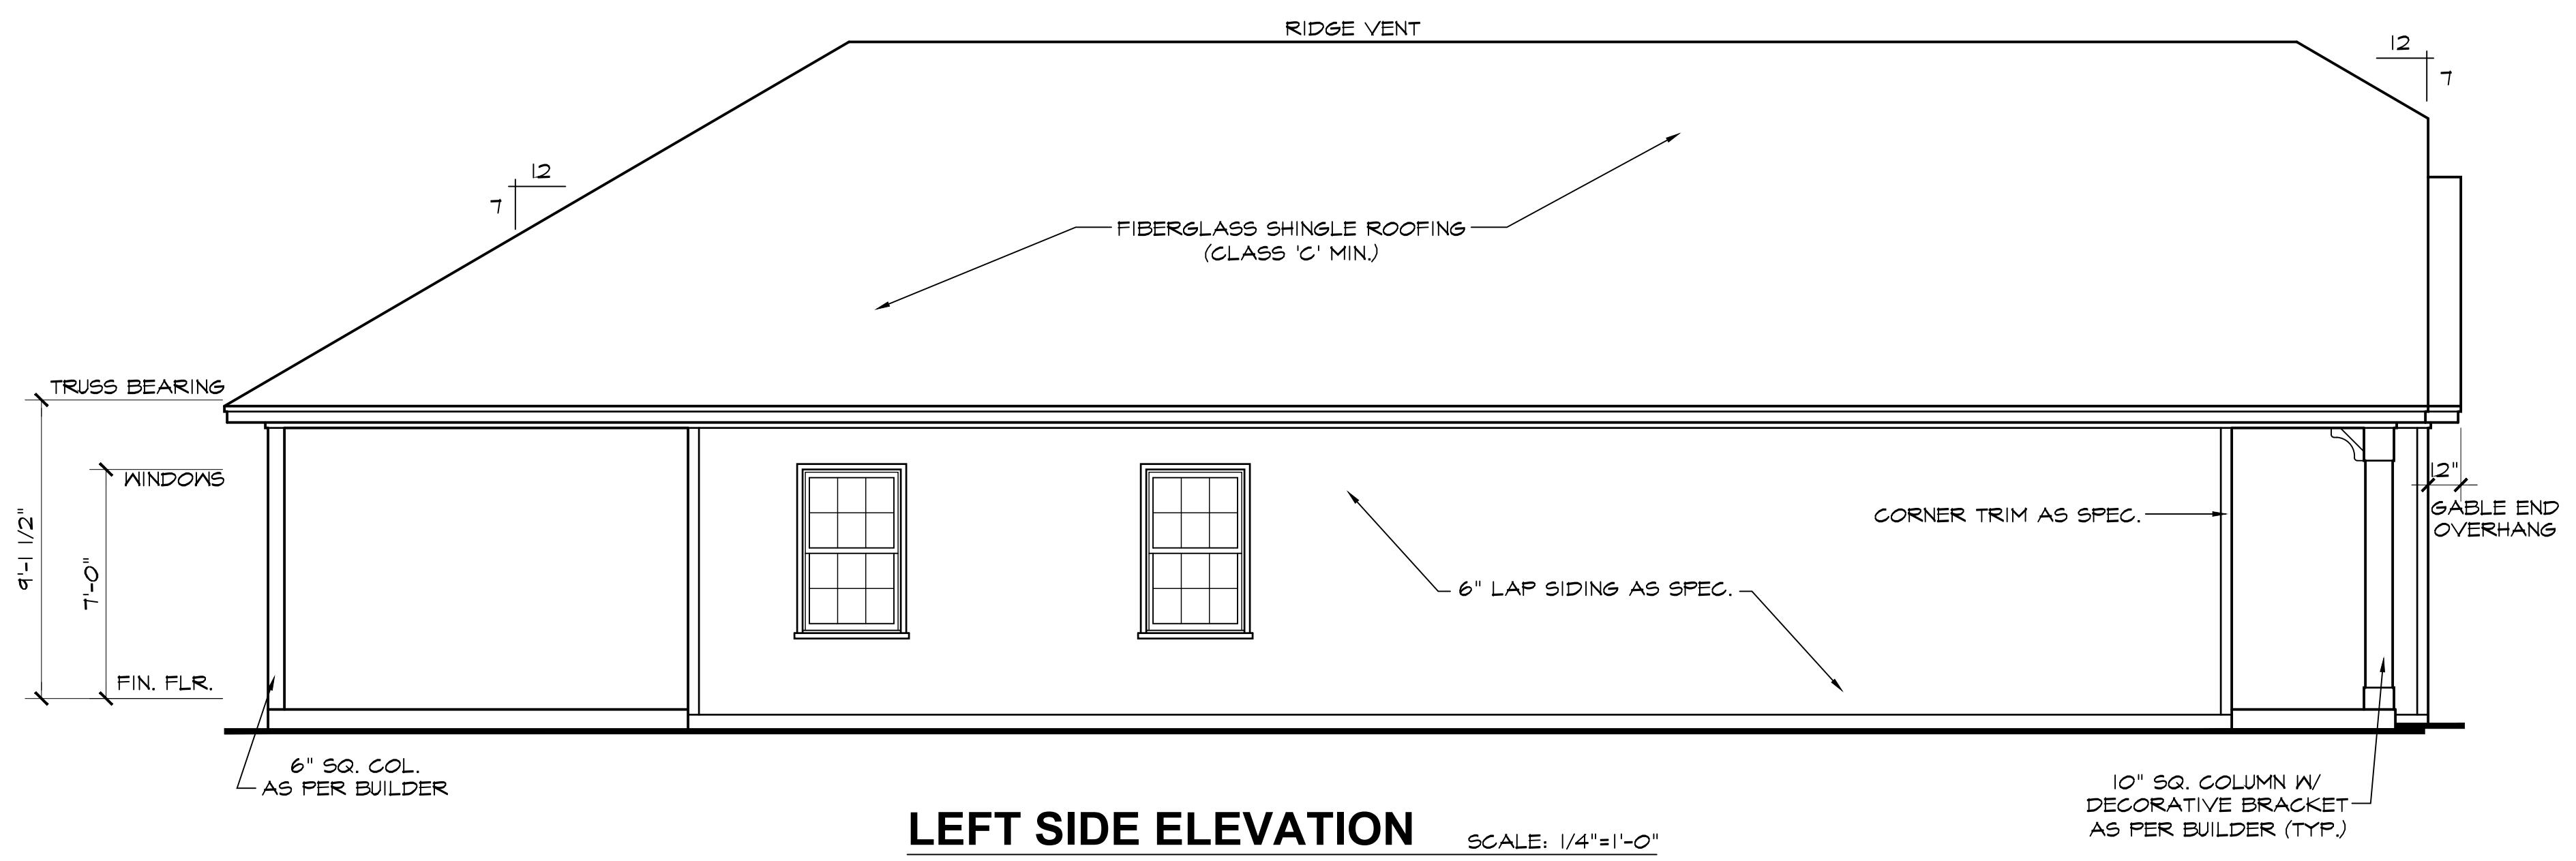 RIDGE VENT
12
7
12
7
FIBERGLASS SHINGLE ROOFING
(CLASS 'C' MIN.)
TRUSS BEARING
WINDOWS
9'-1 1/2"
7'-0"
FIN. FLR.
12"
GABLE END
OVERHANG
CORNER TRIM AS SPEC.
6" LAP SIDING AS SPEC.
6" SQ. COL.
AS PER BUILDER
10" SQ. COLUMN W/
DECORATIVE BRACKET
AS PER BUILDER (TYP.)
LEFT SIDE ELEVATION
SCALE: 1/4"=1'-0"